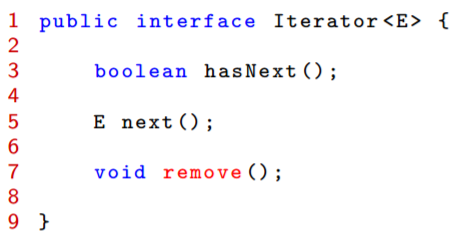 1 public interface Iterator<E> {
2
3     boolean hasNext();
4
5     E next();
6
7     void remove();
8
9 }